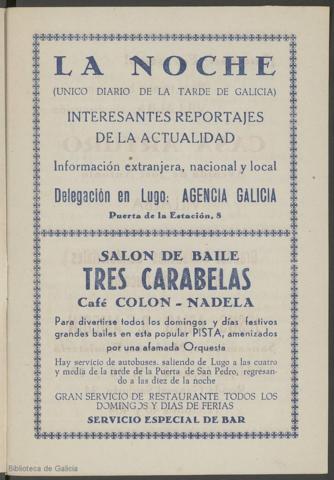 LA NOCHE
(UNICO DIARIO DE LA TARDE DE GALICIA)
INTERESANTES REPORTAJES
DE LA ACTUALIDAD
Información extranjera, nacional y local
Delegación en Lugo: AGENCIA GALICIA
Puerta de la Estación, 8
SALON DE BAILE
TRES CARABELAS
Café COLON - NADELA
Para divertirse todos los domingos y días festivos
grandes bailes en esta popular PISTA, amenizados
por una afamada Orquesta
Hay servicio de autobuses. saliendo de Lugo a las cuatro
y media de la tarde de la Puerta de San Pedro, regresan-
do a las diez de la noche
GRAN SERVICIO DE RESTAURANTE TODOS LOS
DOMINGOS Y DIAS DE FERIAS
SERVICIO ESPECIAL DE BAR
Biblioteca de Galicia